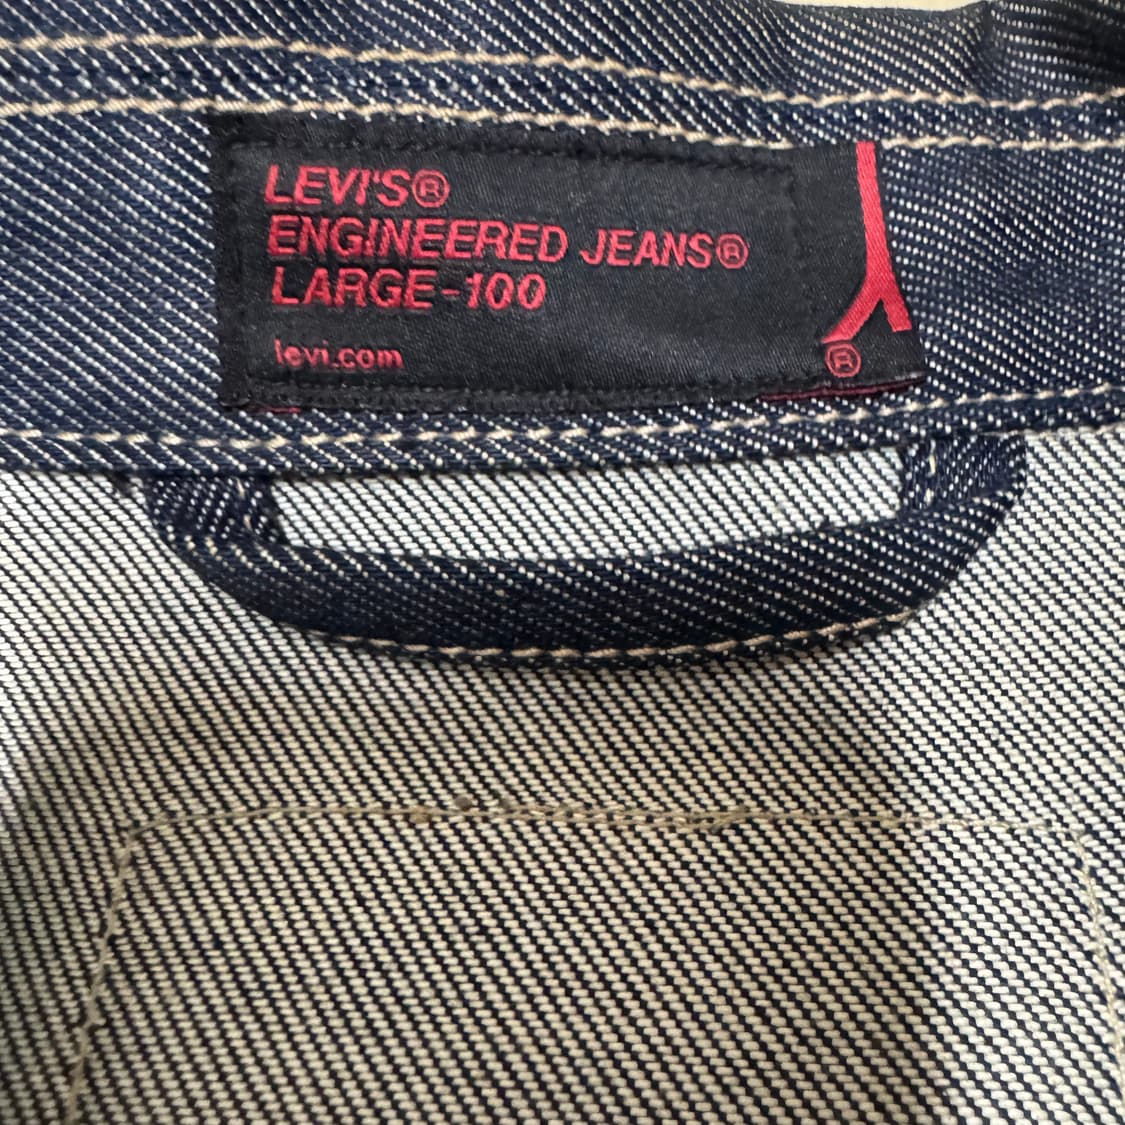 LEVI'S®
ENGINEERED JEANS®
LARGE-100
levi.com
®